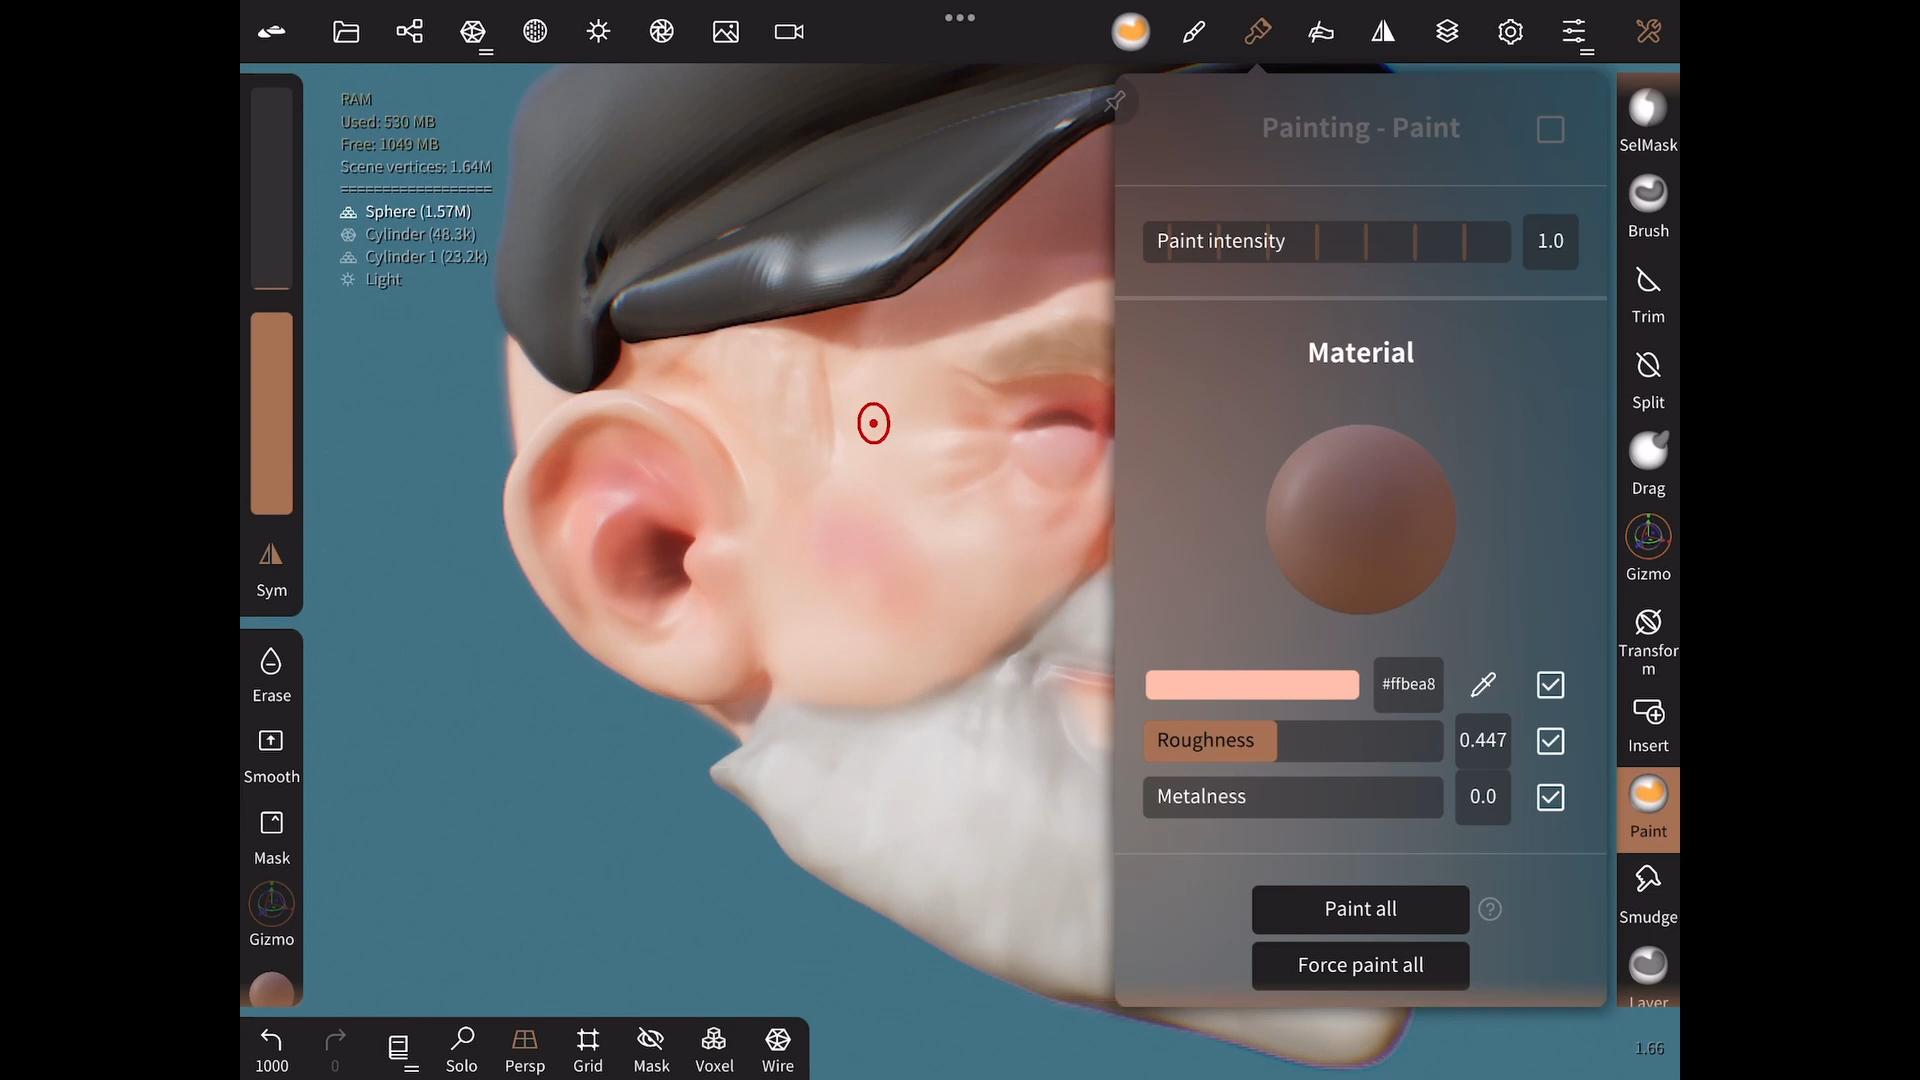 RAM
Used: 530 MB
Free: 1049 MB
Scene vertices: 1.64M
==================
Sphere (1.57M)
Cylinder (48.3k)
Cylinder 1 (23.2k)
Light
Sym
Erase
Smooth
Mask
Gizmo
Painting - Paint
Paint intensity 1.0
Material
#ffbea8
Roughness 0.447
Metalness 0.0
Paint all
?
Force paint all
SelMask
Brush
Trim
Split
Drag
Gizmo
Transfor
m
Insert
Paint
Smudge
Layer
1000 0 Solo Persp Grid Mask Voxel Wire
1.66